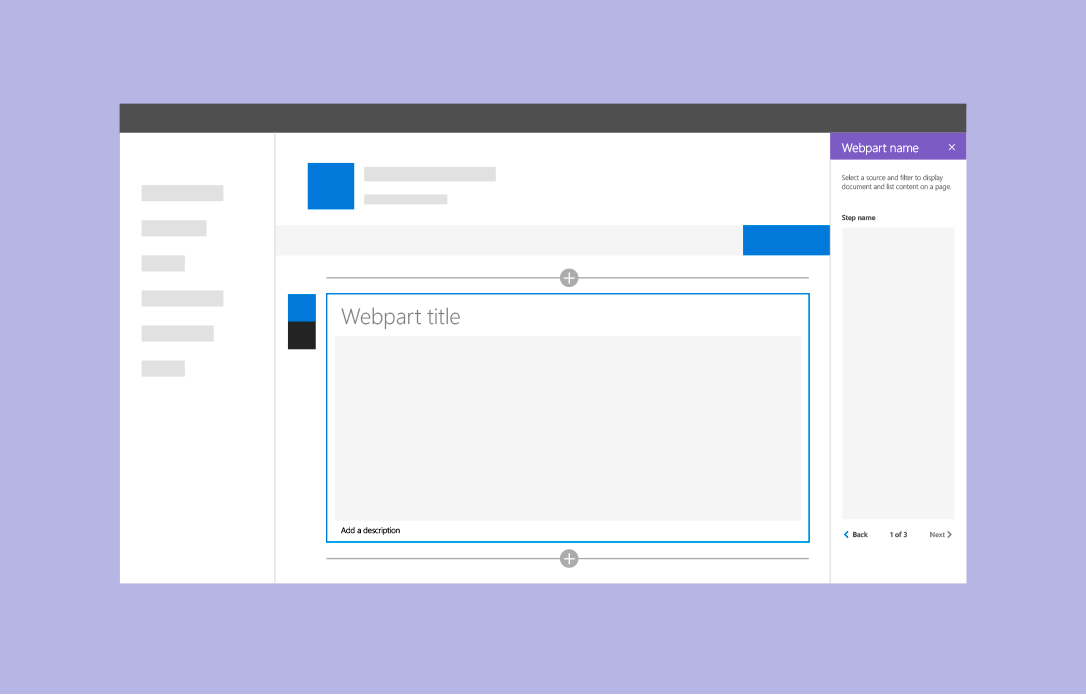 Webpart name
Select a source and filter to display
document and list content on a page.
Step name
Webpart title
Add a description
Back 1 of 3 Next